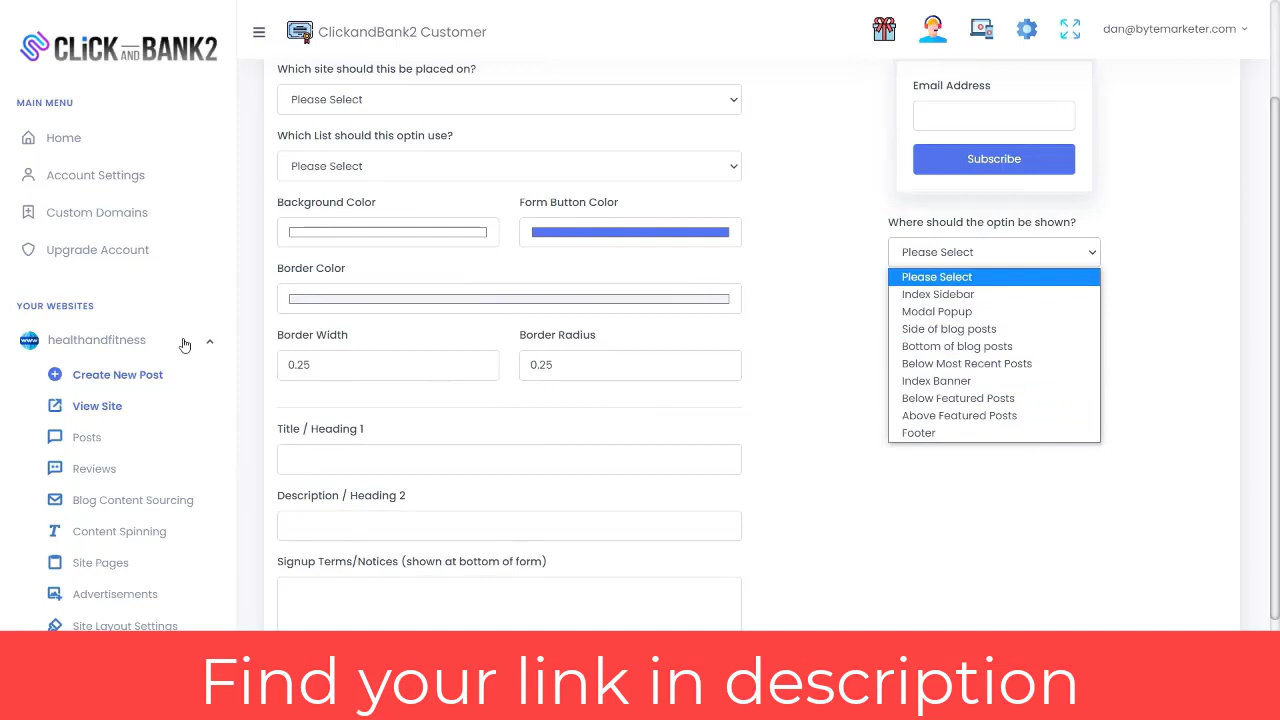 CLiCK AND BANK2
ClickandBank2 Customer
dan@bytemarketer.com
MAIN MENU
Home
Account Settings
Custom Domains
Upgrade Account
YOUR WEBSITES
www
healthandfitness
Create New Post
View Site
Posts
Reviews
Blog Content Sourcing
Content Spinning
Site Pages
Advertisements
Site Layout Settings
Which site should this be placed on?
Please Select
Which List should this optin use?
Please Select
Background Color
Form Button Color
Border Color
Border Width
Border Radius
0.25
0.25
Title / Heading 1
Description / Heading 2
Signup Terms/Notices (shown at bottom of form)
Email Address
Subscribe
Where should the optin be shown?
Please Select
Please Select
Index Sidebar
Modal Popup
Side of blog posts
Bottom of blog posts
Below Most Recent Posts
Index Banner
Below Featured Posts
Above Featured Posts
Footer
Find your link in description